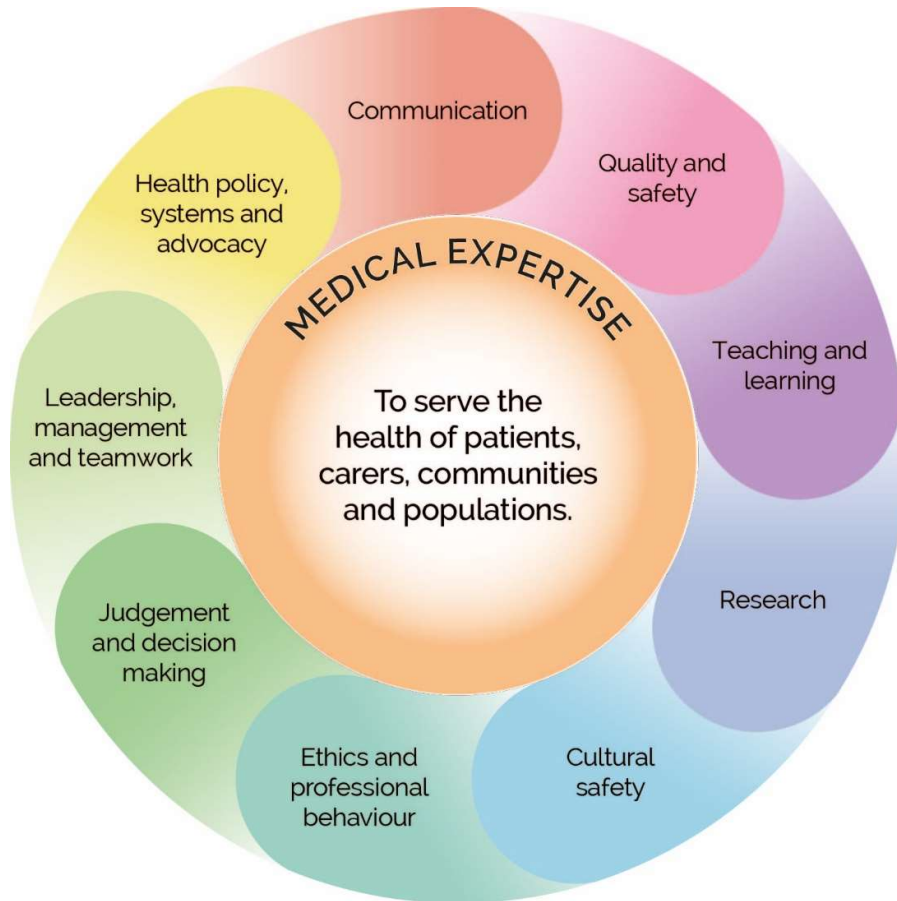 Communication
Quality and
safety
Teaching and
learning
Research
Cultural
safety
Ethics and
professional
behaviour
Judgement
and decision
making
Leadership,
management
and teamwork
Health policy,
systems and
advocacy
MEDICAL EXPERTISE
To serve the
health of patients,
carers, communities
and populations.